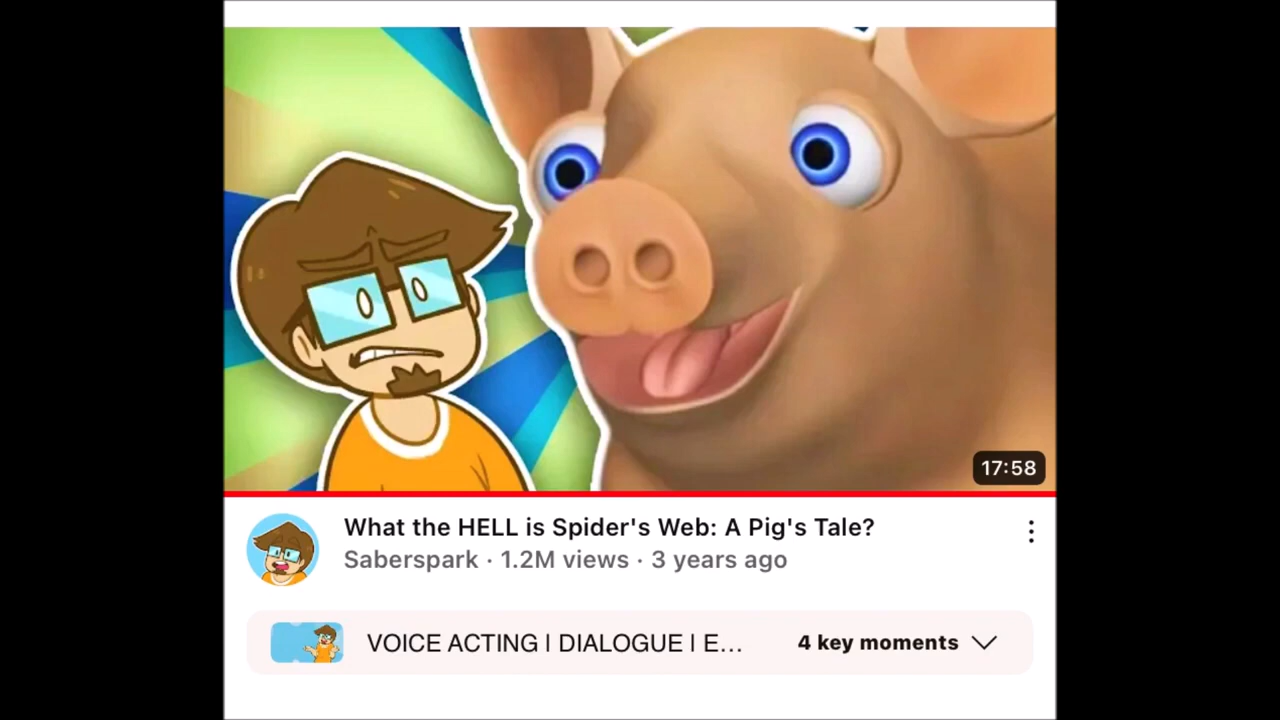 17:58
What the HELL is Spider's Web: A Pig's Tale?
Saberspark · 1.2M views · 3 years ago
VOICE ACTING | DIALOGUE | E... 4 key moments